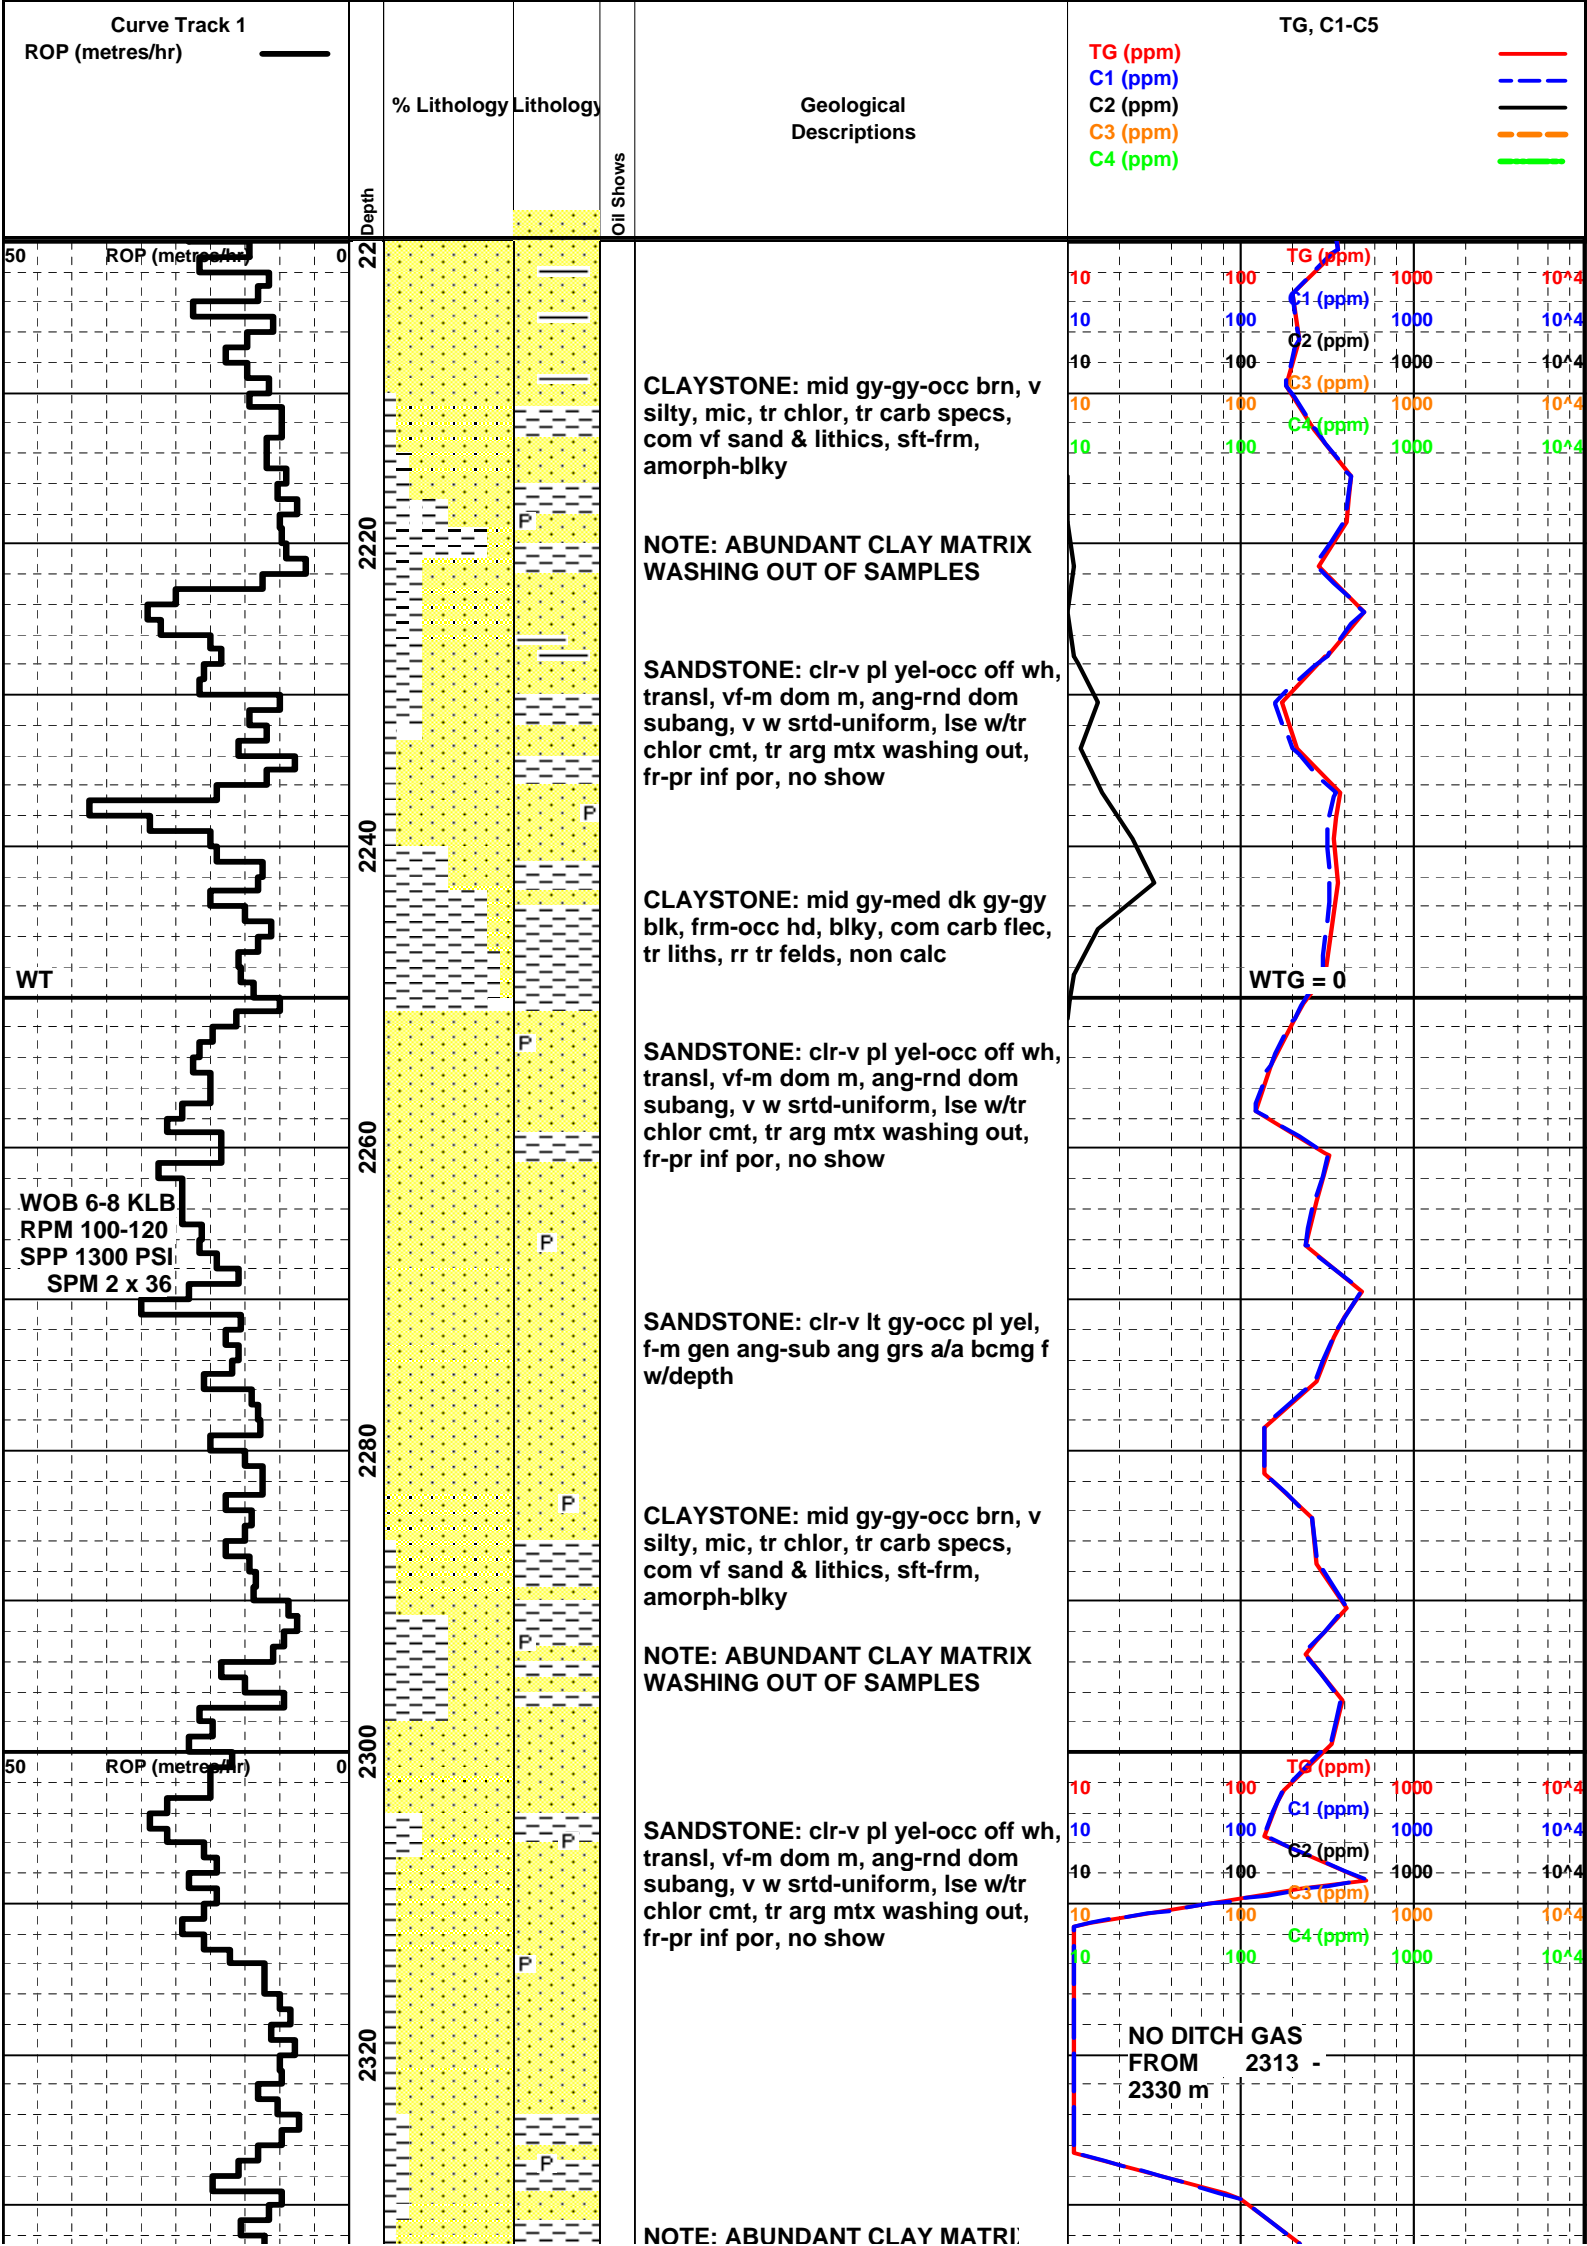 Curve Track 1
ROP (metres/hr)
Depth
% Lithology
Lithology
Oil Shows
Geological
Descriptions
TG, C1-C5
TG (ppm)
C1 (ppm)
C2 (ppm)
C3 (ppm)
C4 (ppm)
50 ROP (metres/hr) 0
22
TG (ppm)
10 100 1000 10^4
C1 (ppm)
10 100 1000 10^4
C2 (ppm)
10 100 1000 10^4
C3 (ppm)
10 100 1000 10^4
C4 (ppm)
10 100 1000 10^4
CLAYSTONE: mid gy-gy-occ brn, v
silty, mic, tr chlor, tr carb specs,
com vf sand & lithics, sft-frm,
amorph-blky
P
2220
NOTE: ABUNDANT CLAY MATRIX
WASHING OUT OF SAMPLES
SANDSTONE: clr-v pl yel-occ off wh,
transl, vf-m dom m, ang-rnd dom
subang, v w srtd-uniform, lse w/tr
chlor cmt, tr arg mtx washing out,
fr-pr inf por, no show
P
2240
CLAYSTONE: mid gy-med dk gy-gy
blk, frm-occ hd, blky, com carb flec,
tr liths, rr tr felds, non calc
WT
WTG = 0
P
SANDSTONE: clr-v pl yel-occ off wh,
transl, vf-m dom m, ang-rnd dom
subang, v w srtd-uniform, lse w/tr
chlor cmt, tr arg mtx washing out,
fr-pr inf por, no show
2260
WOB 6-8 KLB
RPM 100-120
SPP 1300 PSI
SPM 2 x 36
P
SANDSTONE: clr-v lt gy-occ pl yel,
f-m gen ang-sub ang grs a/a bcmg f
w/depth
2280
P
CLAYSTONE: mid gy-gy-occ brn, v
silty, mic, tr chlor, tr carb specs,
com vf sand & lithics, sft-frm,
amorph-blky
P
NOTE: ABUNDANT CLAY MATRIX
WASHING OUT OF SAMPLES
2300
50 ROP (metres/hr) 0
TG (ppm)
10 100 1000 10^4
C1 (ppm)
10 100 1000 10^4
C2 (ppm)
10 100 1000 10^4
C3 (ppm)
10 100 1000 10^4
C4 (ppm)
10 100 1000 10^4
P
SANDSTONE: clr-v pl yel-occ off wh,
transl, vf-m dom m, ang-rnd dom
subang, v w srtd-uniform, lse w/tr
chlor cmt, tr arg mtx washing out,
fr-pr inf por, no show
P
2320
NO DITCH GAS
FROM 2313 -
2330 m
P
NOTE: ABUNDANT CLAY MATRI